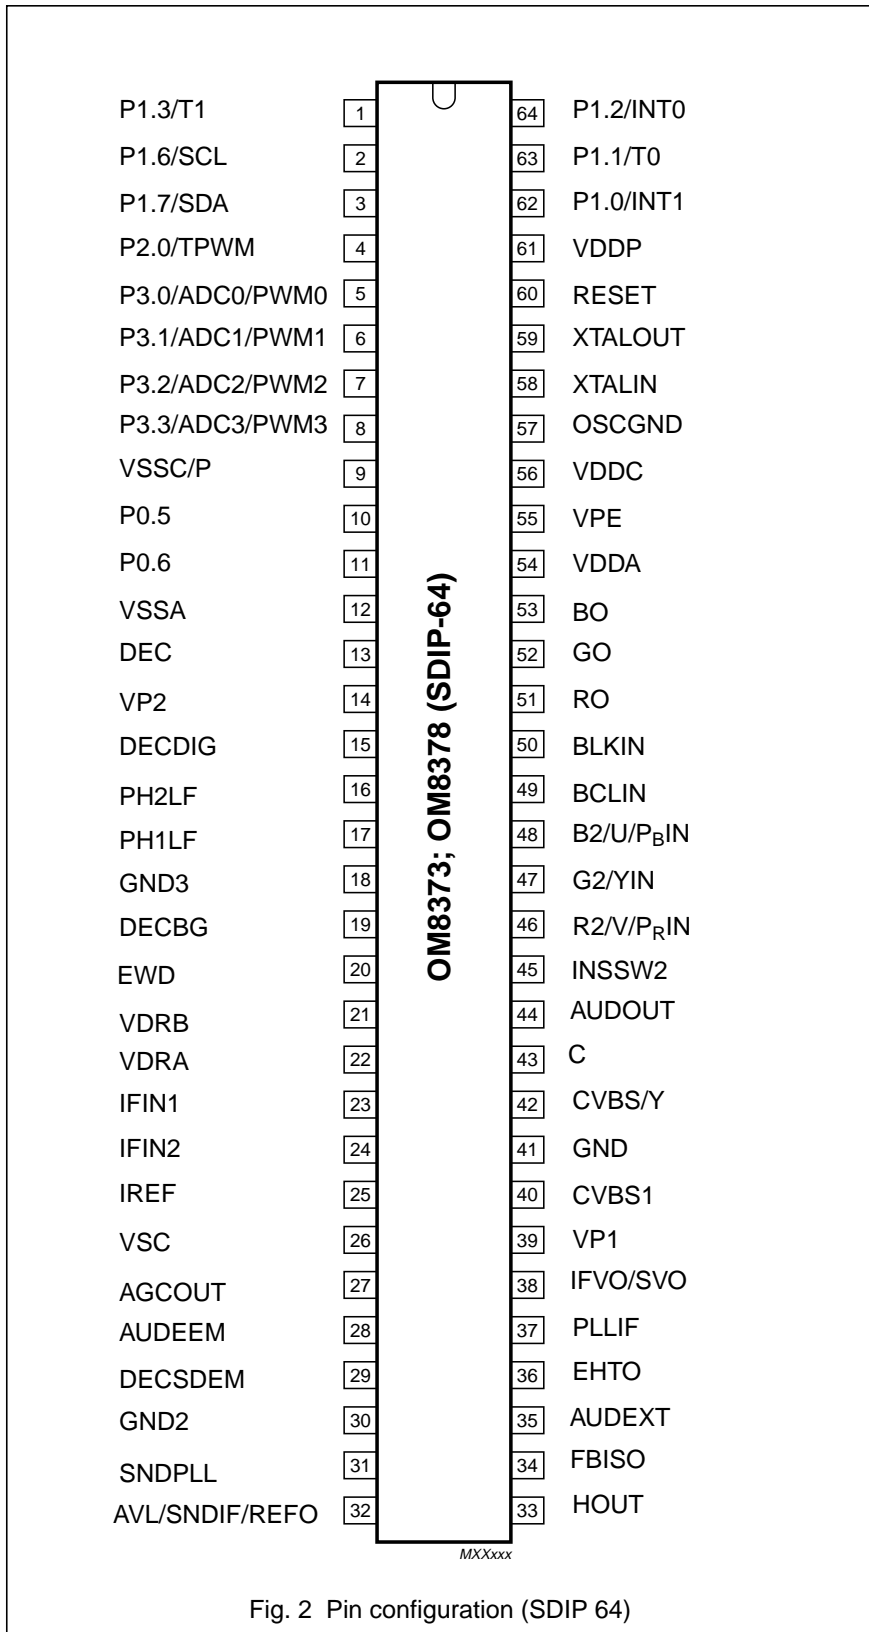 P1.3/T1 1 64 P1.2/INT0
P1.6/SCL 2 63 P1.1/T0
P1.7/SDA 3 62 P1.0/INT1
P2.0/TPWM 4 61 VDDP
P3.0/ADC0/PWM0 5 60 RESET
P3.1/ADC1/PWM1 6 59 XTALOUT
P3.2/ADC2/PWM2 7 58 XTALIN
P3.3/ADC3/PWM3 8 57 OSCGND
VSSC/P 9 56 VDDC
P0.5 10 55 VPE
P0.6 11 54 VDDA
VSSA 12 53 BO
DEC 13 52 GO
VP2 14 51 RO
DECDIG 15 50 BLKIN
PH2LF 16 49 BCLIN
PH1LF 17 48 B2/U/PBIN
GND3 18 47 G2/YIN
DECBG 19 46 R2/V/PRIN
EWD 20 45 INSSW2
VDRB 21 44 AUDOUT
VDRA 22 43 C
IFIN1 23 42 CVBS/Y
IFIN2 24 41 GND
IREF 25 40 CVBS1
VSC 26 39 VP1
AGCOUT 27 38 IFVO/SVO
AUDEEM 28 37 PLLIF
DECSDEM 29 36 EHTO
GND2 30 35 AUDEXT
SNDPLL 31 34 FBISO
AVL/SNDIF/REFO 32 33 HOUT
OM8373; OM8378 (SDIP-64)
MXXxxx
Fig. 2 Pin configuration (SDIP 64)